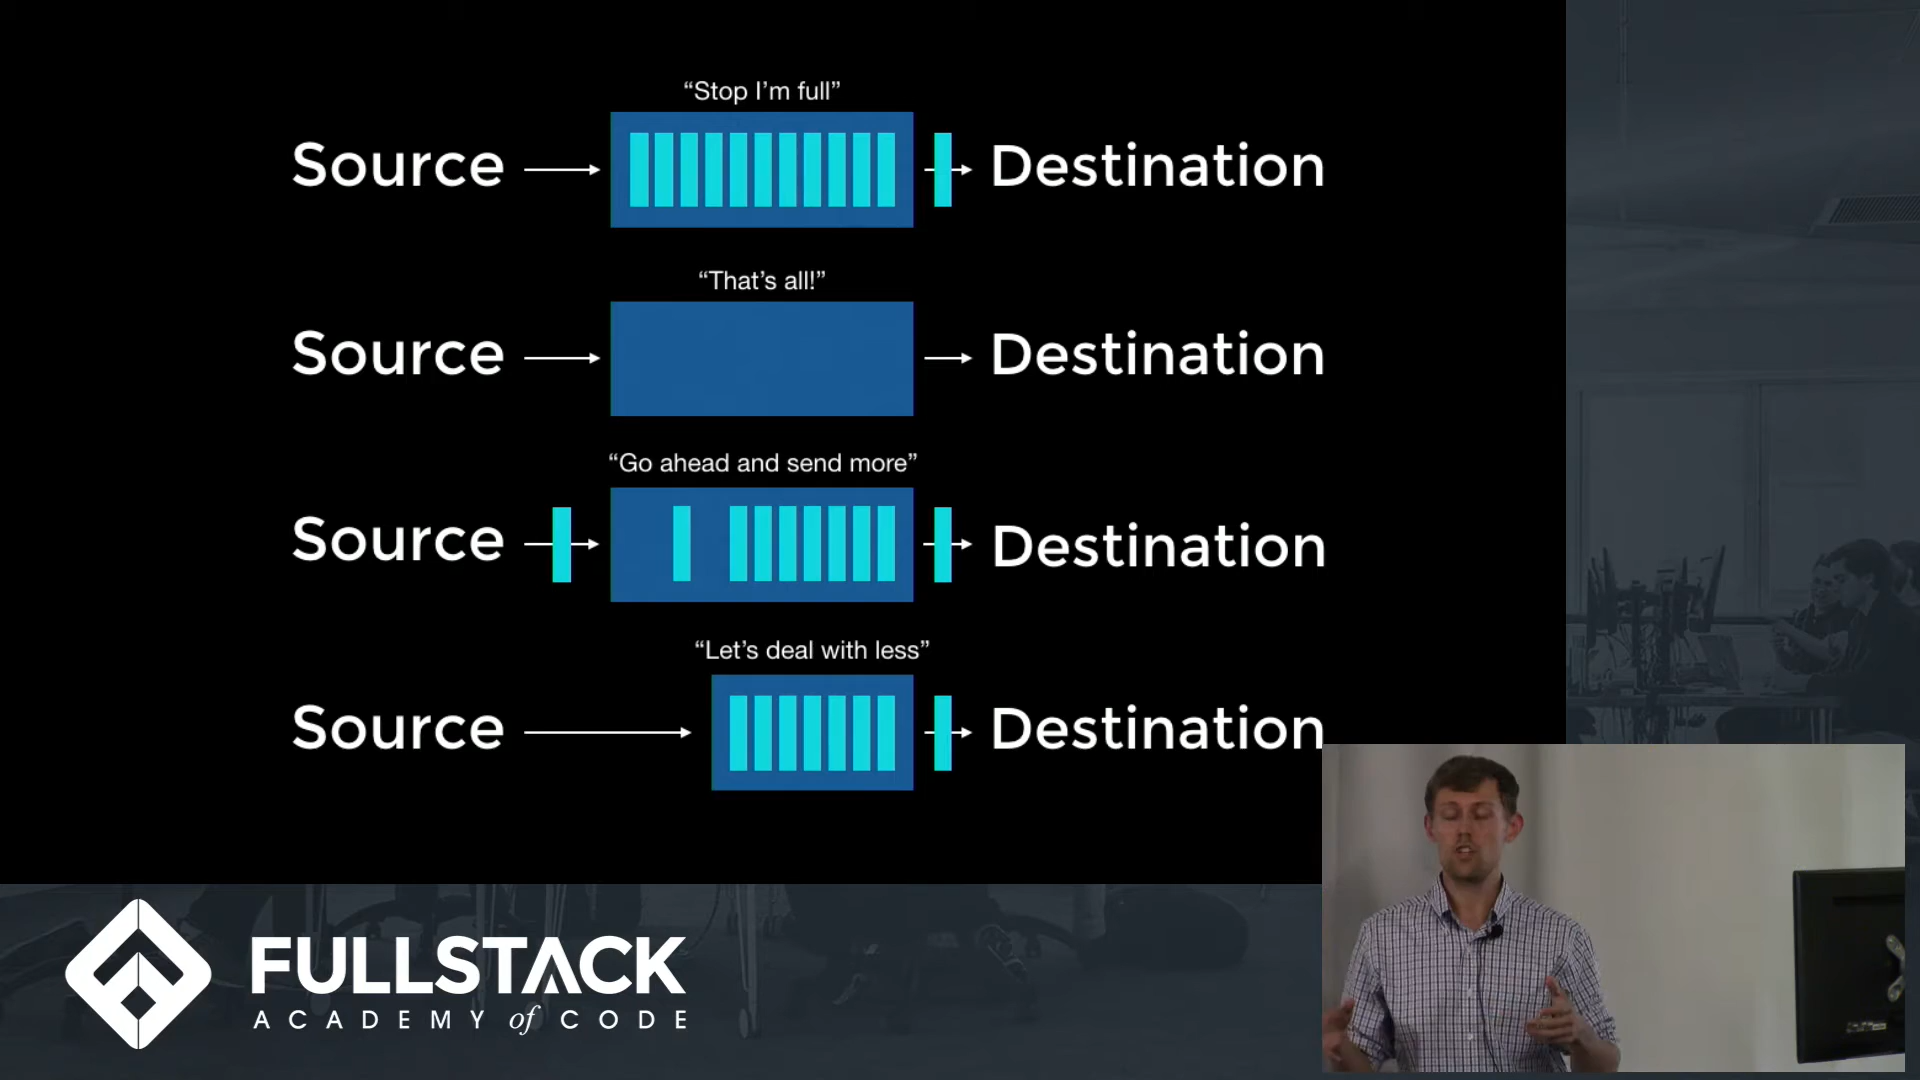 “Stop I’m full”
Source
Destination
“That’s all!”
Source
Destination
“Go ahead and send more”
Source
Destination
“Let’s deal with less”
Source
Destination
FULLSTACK
ACADEMY of CODE